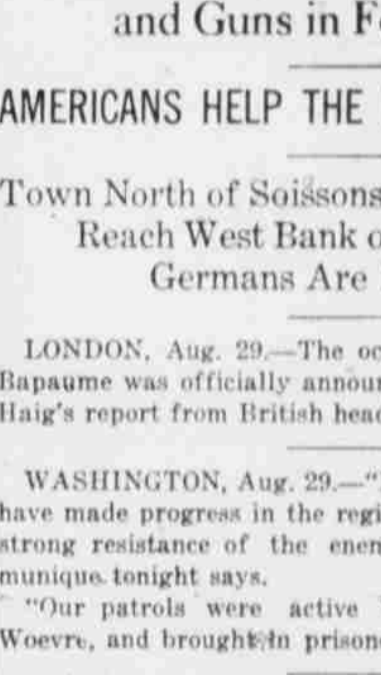 and Guns in F
AMERICANS HELP THE
Town North of Soissons
Reach West Bank o
Germans Are
LONDON, Aug. 29.—The oc
Bapaume was officially annou
Haig's report from British head
WASHINGTON, Aug. 29.—"
have made progress in the regi
strong resistance of the enem
munique tonight says.
"Our patrols were active
Woevre, and brought in prison